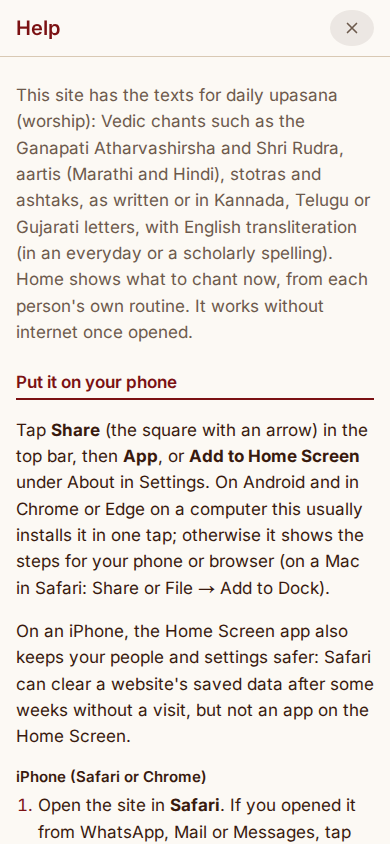 Help
This site has the texts for daily upasana
(worship): Vedic chants such as the
Ganapati Atharvashirsha and Shri Rudra,
aartis (Marathi and Hindi), stotras and
ashtaks, as written or in Kannada, Telugu or
Gujarati letters, with English transliteration
(in an everyday or a scholarly spelling).
Home shows what to chant now, from each
person's own routine. It works without
internet once opened.
Put it on your phone
Tap Share (the square with an arrow) in the
top bar, then App, or Add to Home Screen
under About in Settings. On Android and in
Chrome or Edge on a computer this usually
installs it in one tap; otherwise it shows the
steps for your phone or browser (on a Mac
in Safari: Share or File → Add to Dock).
On an iPhone, the Home Screen app also
keeps your people and settings safer: Safari
can clear a website's saved data after some
weeks without a visit, but not an app on the
Home Screen.
iPhone (Safari or Chrome)
1. Open the site in Safari. If you opened it
from WhatsApp, Mail or Messages, tap